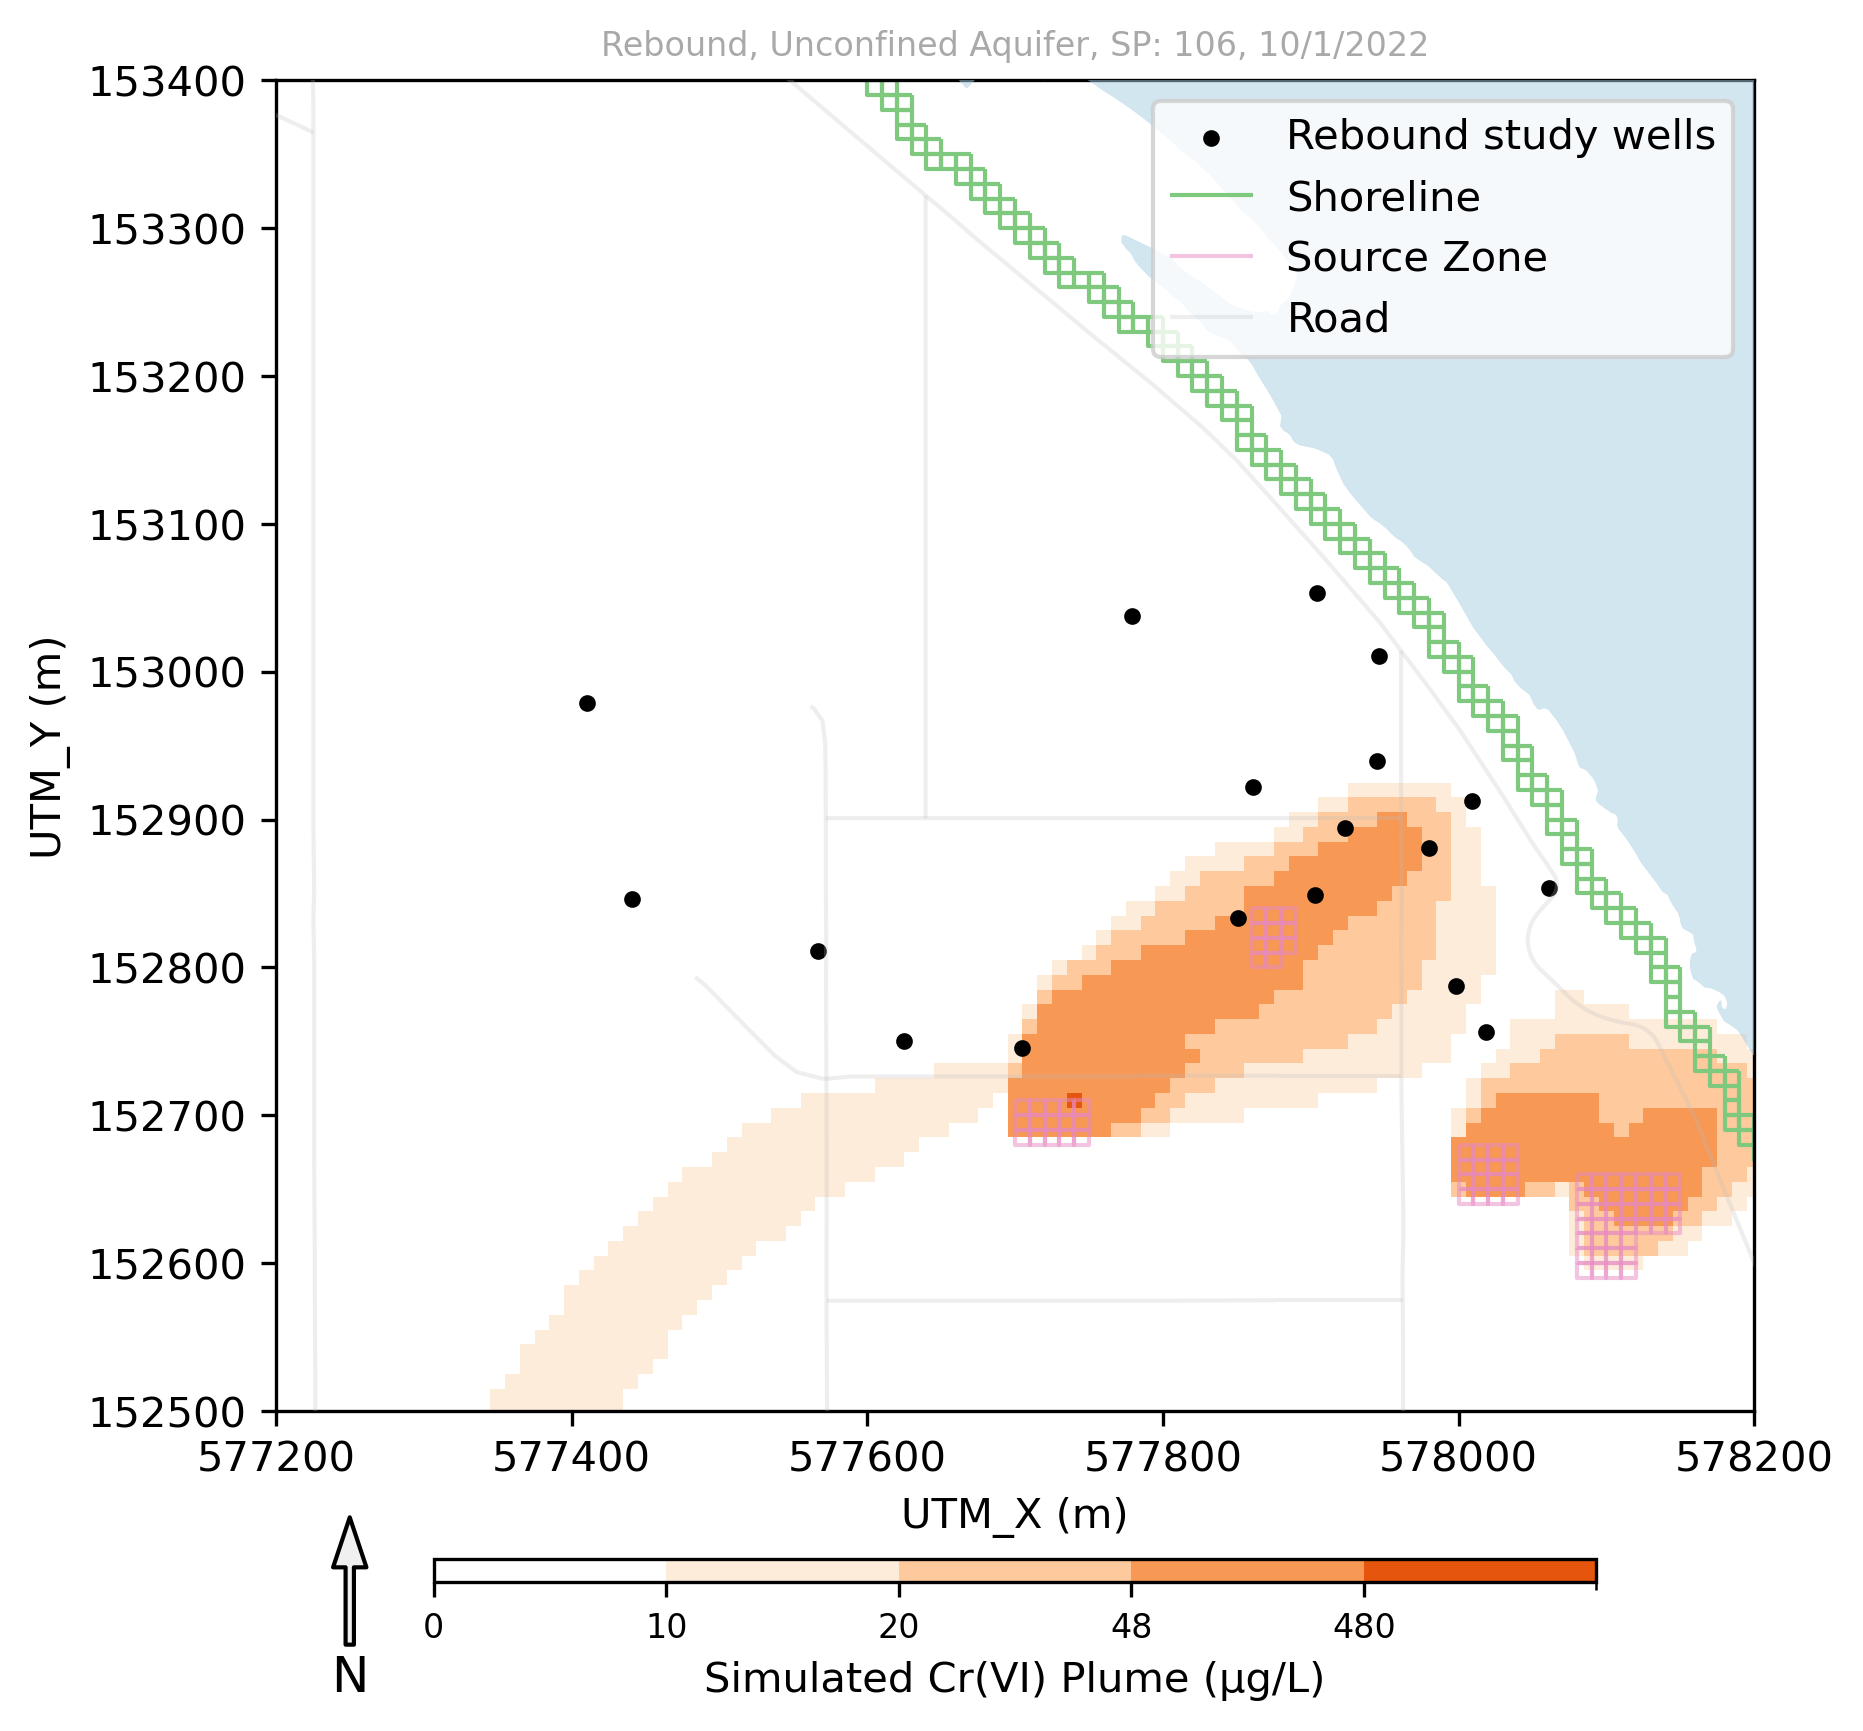 Rebound, Unconfined Aquifer, SP: 106, 10/1/2022
153400
153300
153200
153100
153000
152900
152800
152700
152600
152500
UTM_Y (m)
Rebound study wells
Shoreline
Source Zone
Road
577200 577400 577600 577800 578000 578200
UTM_X (m)
N
0 10 20 48 480
Simulated Cr(VI) Plume (μg/L)